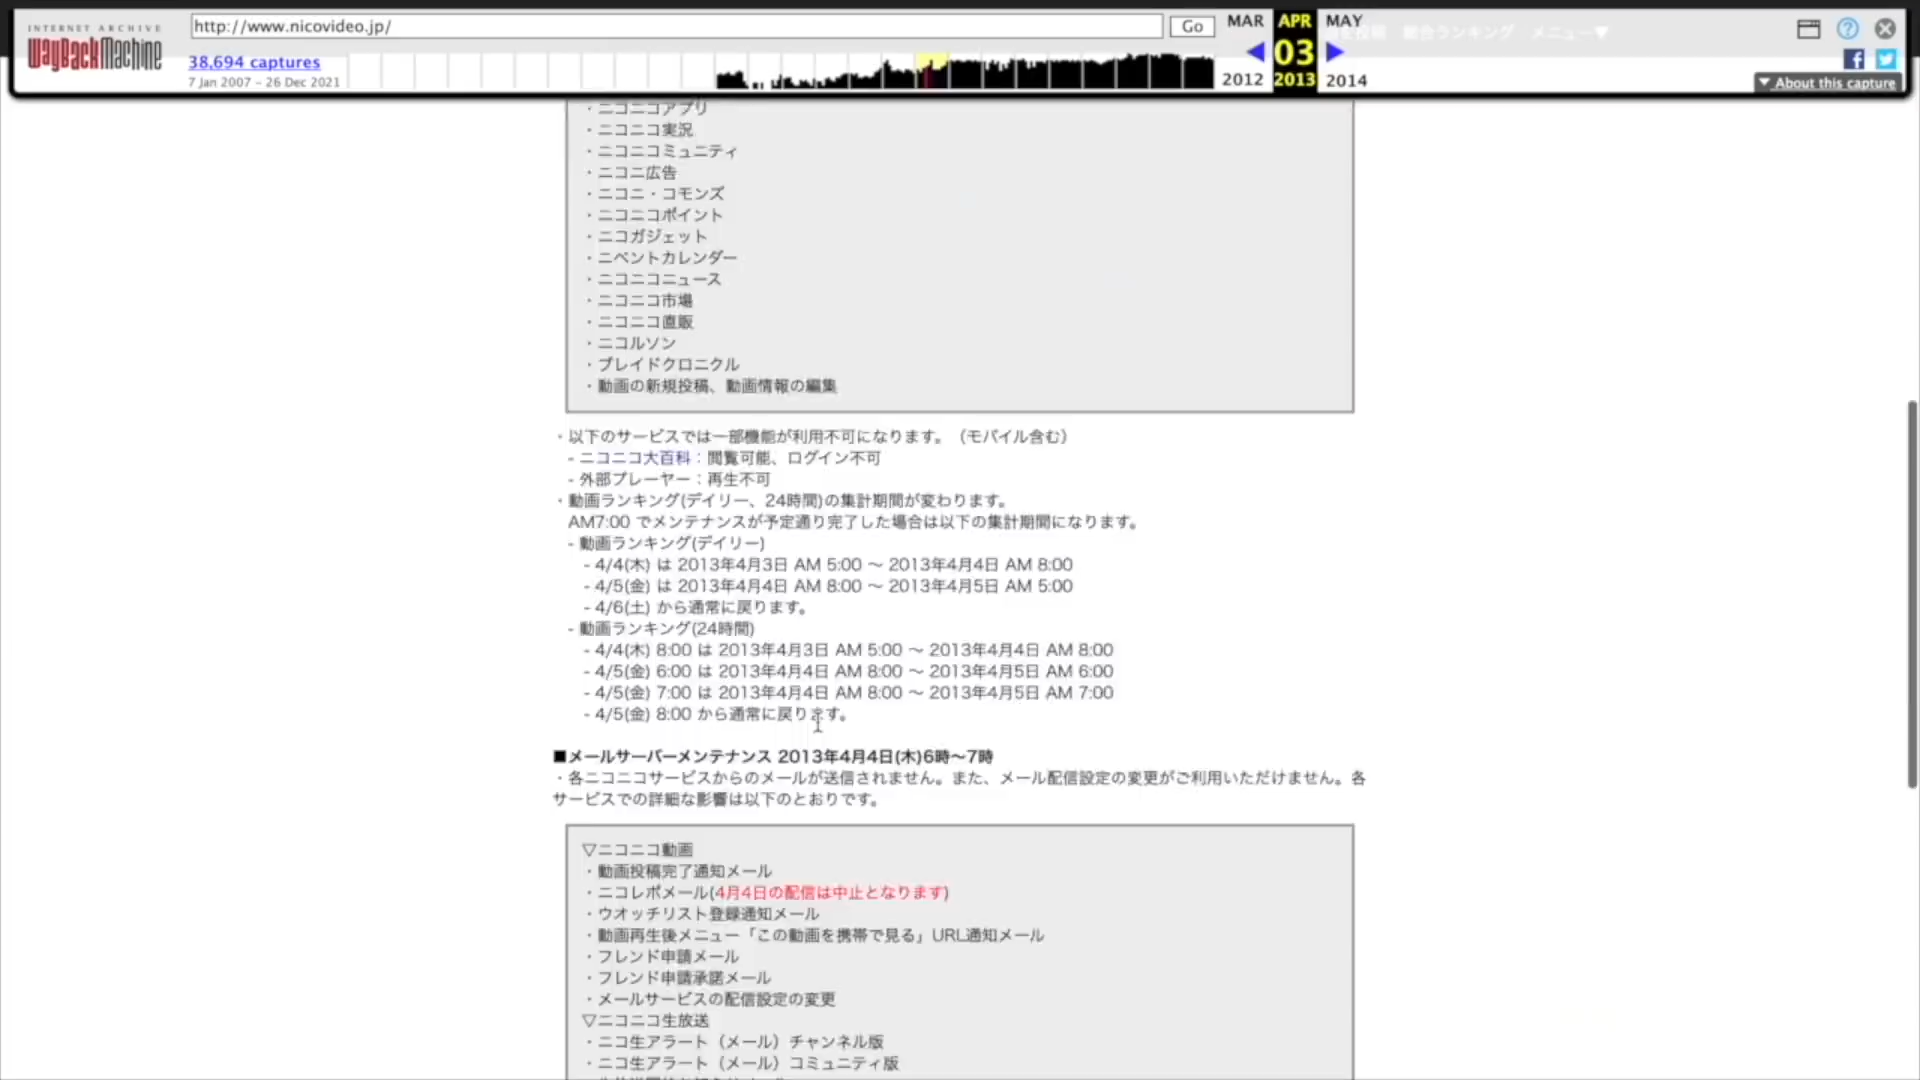 INTERNET ARCHIVE
WayBackMachine
http://www.nicovideo.jp/
Go
38,694 captures
7 Jan 2007 – 26 Dec 2021
MAR APR MAY
03
2012 2013 2014
総合ランキング メニュー▼
▼ About this capture
・ニコニコアプリ
・ニコニコ実況
・ニコニコミュニティ
・ニコニ広告
・ニコニ・コモンズ
・ニコニコポイント
・ニコガジェット
・ニベントカレンダー
・ニコニコニュース
・ニコニコ市場
・ニコニコ直販
・ニコルソン
・ブレイドクロニクル
・動画の新規投稿、動画情報の編集
・以下のサービスでは一部機能が利用不可になります。（モバイル含む）
- ニコニコ大百科：閲覧可能、ログイン不可
- 外部プレーヤー：再生不可
・動画ランキング(デイリー、24時間)の集計期間が変わります。
AM7:00 でメンテナンスが予定通り完了した場合は以下の集計期間になります。
- 動画ランキング(デイリー)
- 4/4(木) は 2013年4月3日 AM 5:00 〜 2013年4月4日 AM 8:00
- 4/5(金) は 2013年4月4日 AM 8:00 〜 2013年4月5日 AM 5:00
- 4/6(土) から通常に戻ります。
- 動画ランキング(24時間)
- 4/4(木) 8:00 は 2013年4月3日 AM 5:00 〜 2013年4月4日 AM 8:00
- 4/5(金) 6:00 は 2013年4月4日 AM 8:00 〜 2013年4月5日 AM 6:00
- 4/5(金) 7:00 は 2013年4月4日 AM 8:00 〜 2013年4月5日 AM 7:00
- 4/5(金) 8:00 から通常に戻ります。
■メールサーバーメンテナンス 2013年4月4日(木)6時〜7時
・各ニコニコサービスからのメールが送信されません。また、メール配信設定の変更がご利用いただけません。各
サービスでの詳細な影響は以下のとおりです。
▽ニコニコ動画
・動画投稿完了通知メール
・ニコレポメール(4月4日の配信は中止となります)
・ウオッチリスト登録通知メール
・動画再生後メニュー「この動画を携帯で見る」URL通知メール
・フレンド申請メール
・フレンド申請承諾メール
・メールサービスの配信設定の変更
▽ニコニコ生放送
・ニコ生アラート（メール）チャンネル版
・ニコ生アラート（メール）コミュニティ版